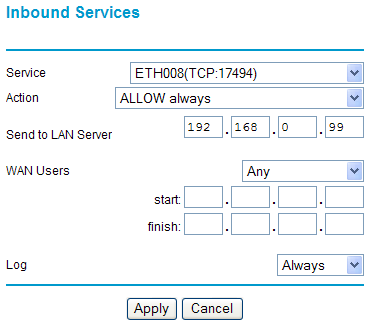 Inbound Services
Service ETH008(TCP:17494)
Action ALLOW always
Send to LAN Server 192 . 168 . 0 . 99
WAN Users Any
start: . . .
finish: . . .
Log Always
Apply Cancel